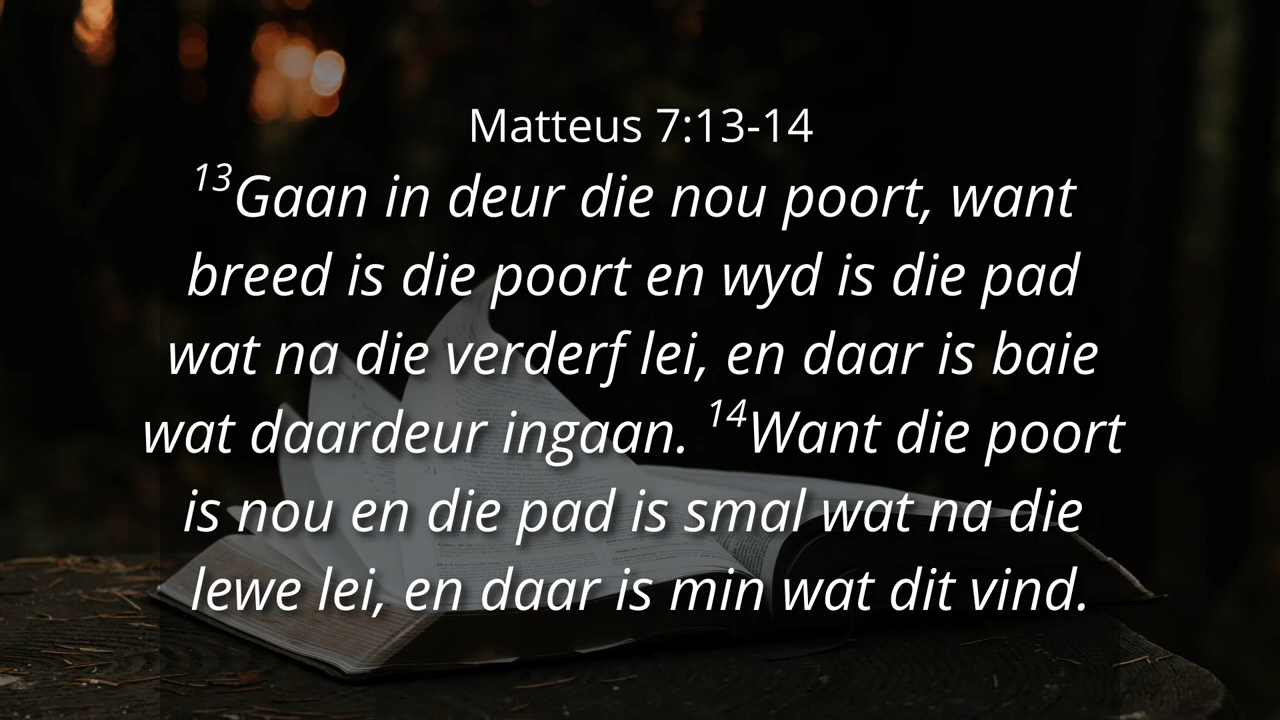 Matteus 7:13-14
¹³Gaan in deur die nou poort, want
breed is die poort en wyd is die pad
wat na die verderf lei, en daar is baie
wat daardeur ingaan. ¹⁴Want die poort
is nou en die pad is smal wat na die
lewe lei, en daar is min wat dit vind.